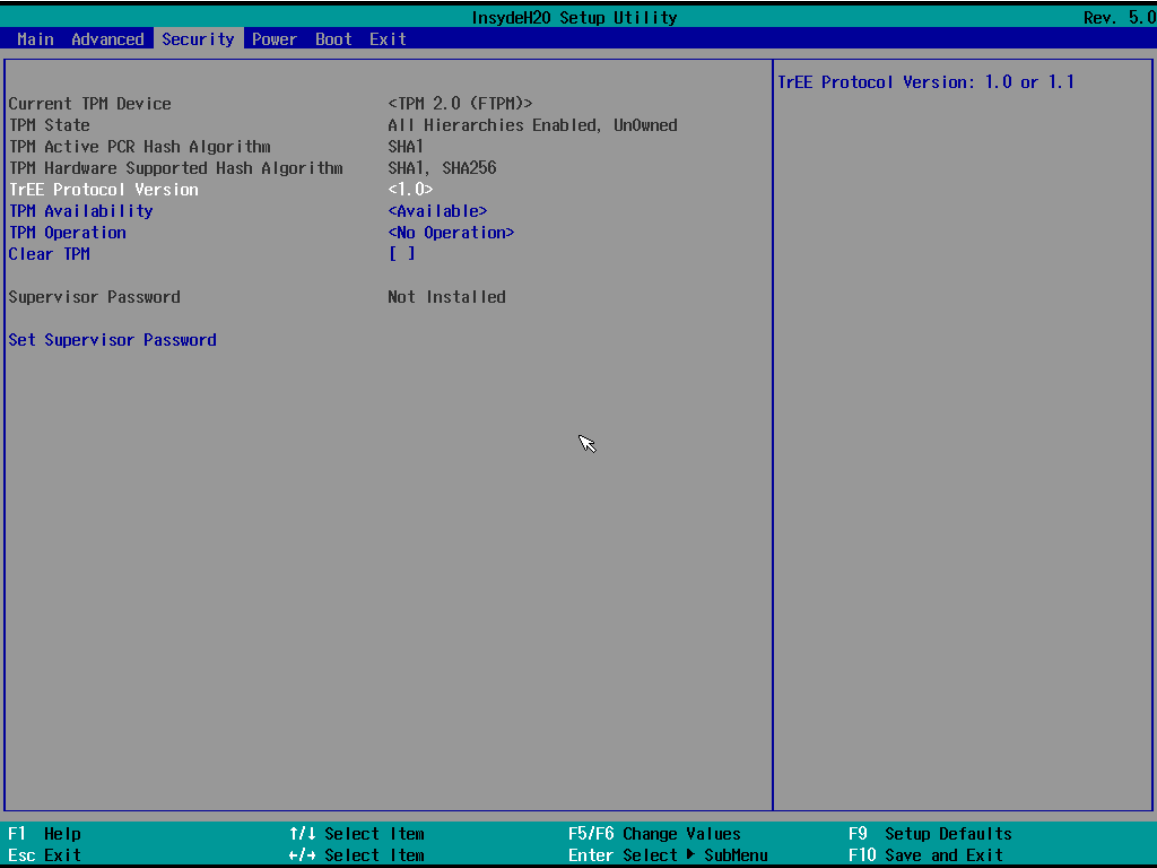 InsydeH20 Setup Utility Rev. 5.0
Main Advanced Security Power Boot Exit
TrEE Protocol Version: 1.0 or 1.1
Current TPM Device <TPM 2.0 (FTPM)>
TPM State All Hierarchies Enabled, UnOwned
TPM Active PCR Hash Algorithm SHA1
TPM Hardware Supported Hash Algorithm SHA1, SHA256
TrEE Protocol Version <1.0>
TPM Availability <Available>
TPM Operation <No Operation>
Clear TPM [ ]
Supervisor Password Not Installed
Set Supervisor Password
F1 Help ↑/↓ Select Item F5/F6 Change Values F9 Setup Defaults
Esc Exit ←/→ Select Item Enter Select ▶ SubMenu F10 Save and Exit